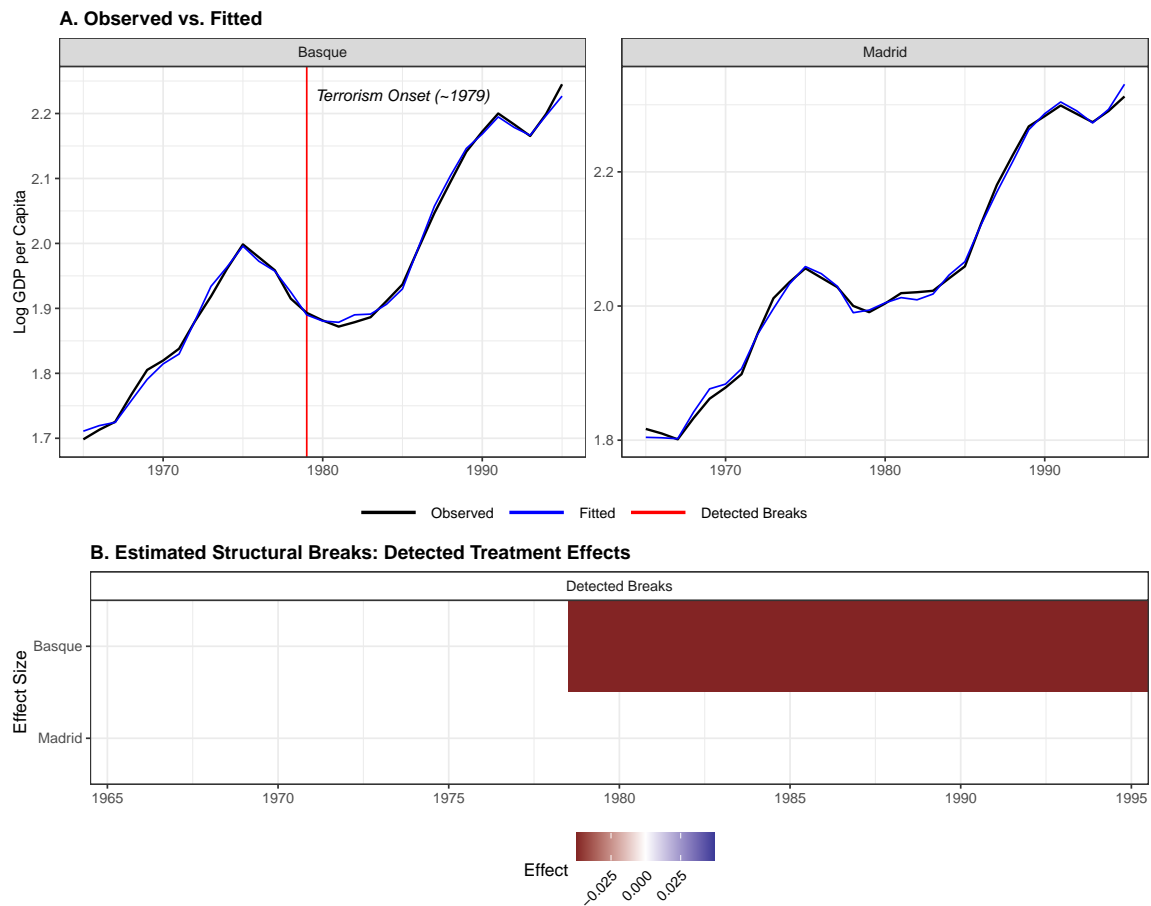 A. Observed vs. Fitted
Basque
Madrid
Terrorism Onset (~1979)
Log GDP per Capita
2.2
2.1
2.0
1.9
1.8
1.7
2.2
2.0
1.8
1970
1980
1990
1970
1980
1990
Observed
Fitted
Detected Breaks
B. Estimated Structural Breaks: Detected Treatment Effects
Detected Breaks
Effect Size
Basque
Madrid
1965
1970
1975
1980
1985
1990
1995
Effect
−0.025
0.000
0.025